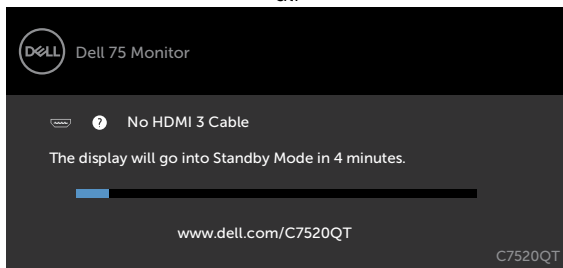 DELL
Dell 75 Monitor
? No HDMI 3 Cable
The display will go into Standby Mode in 4 minutes.
www.dell.com/C7520QT
C7520QT